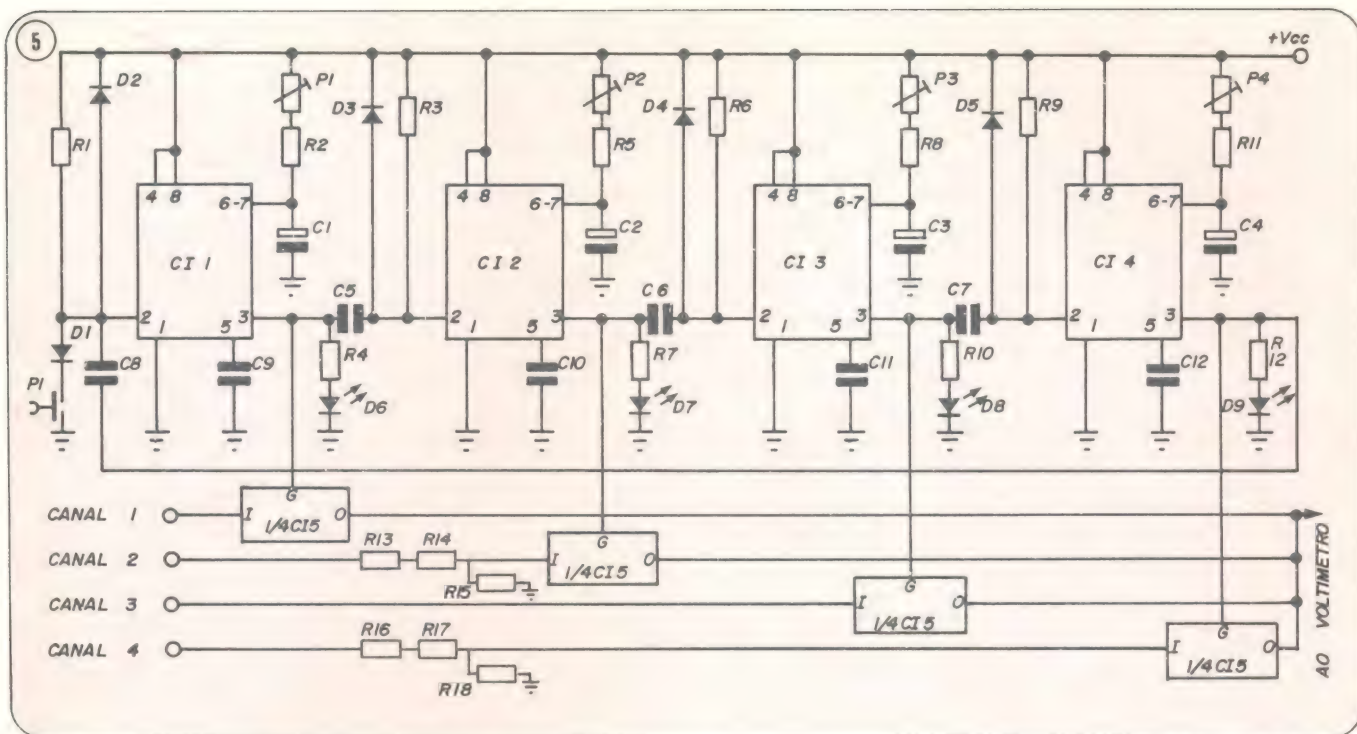 5
+Vcc
D2
P1
D3
R3
P2
D4
R6
P3
D5
R9
P4
R1
R2
R5
R8
R11
4 8
6-7
4 8
6-7
4 8
6-7
4 8
6-7
C1
C2
C3
C4
CI 1
CI 2
CI 3
CI 4
C5
C6
C7
2
1
5
3
2
1
5
3
2
1
5
3
2
1
5
3
D1
C8
C9
R4
C10
R7
C11
R10
C12
R
12
P1
D6
D7
D8
D9
CANAL 1
I
G
O
1/4CI5
CANAL 2
R13
R14
R15
I
G
O
1/4CI5
CANAL 3
I
G
O
1/4CI5
CANAL 4
R16
R17
R18
I
G
O
1/4CI5
AO VOLTIMETRO